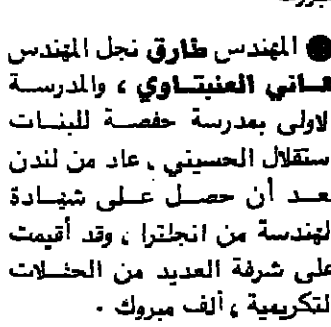 المهندس طارق نجل المهندس
هاني العنبتاوي ، والمدرسة
لاولى بمدرسة حفصة للبنات
ستقلال الحسيني ، عاد من لندن
عد أن حصل على شهادة
لهندسة من انجلترا ، وقد أقيمت
على شرفة العديد من الحفلات
لتكريمية ، ألف مبروك .